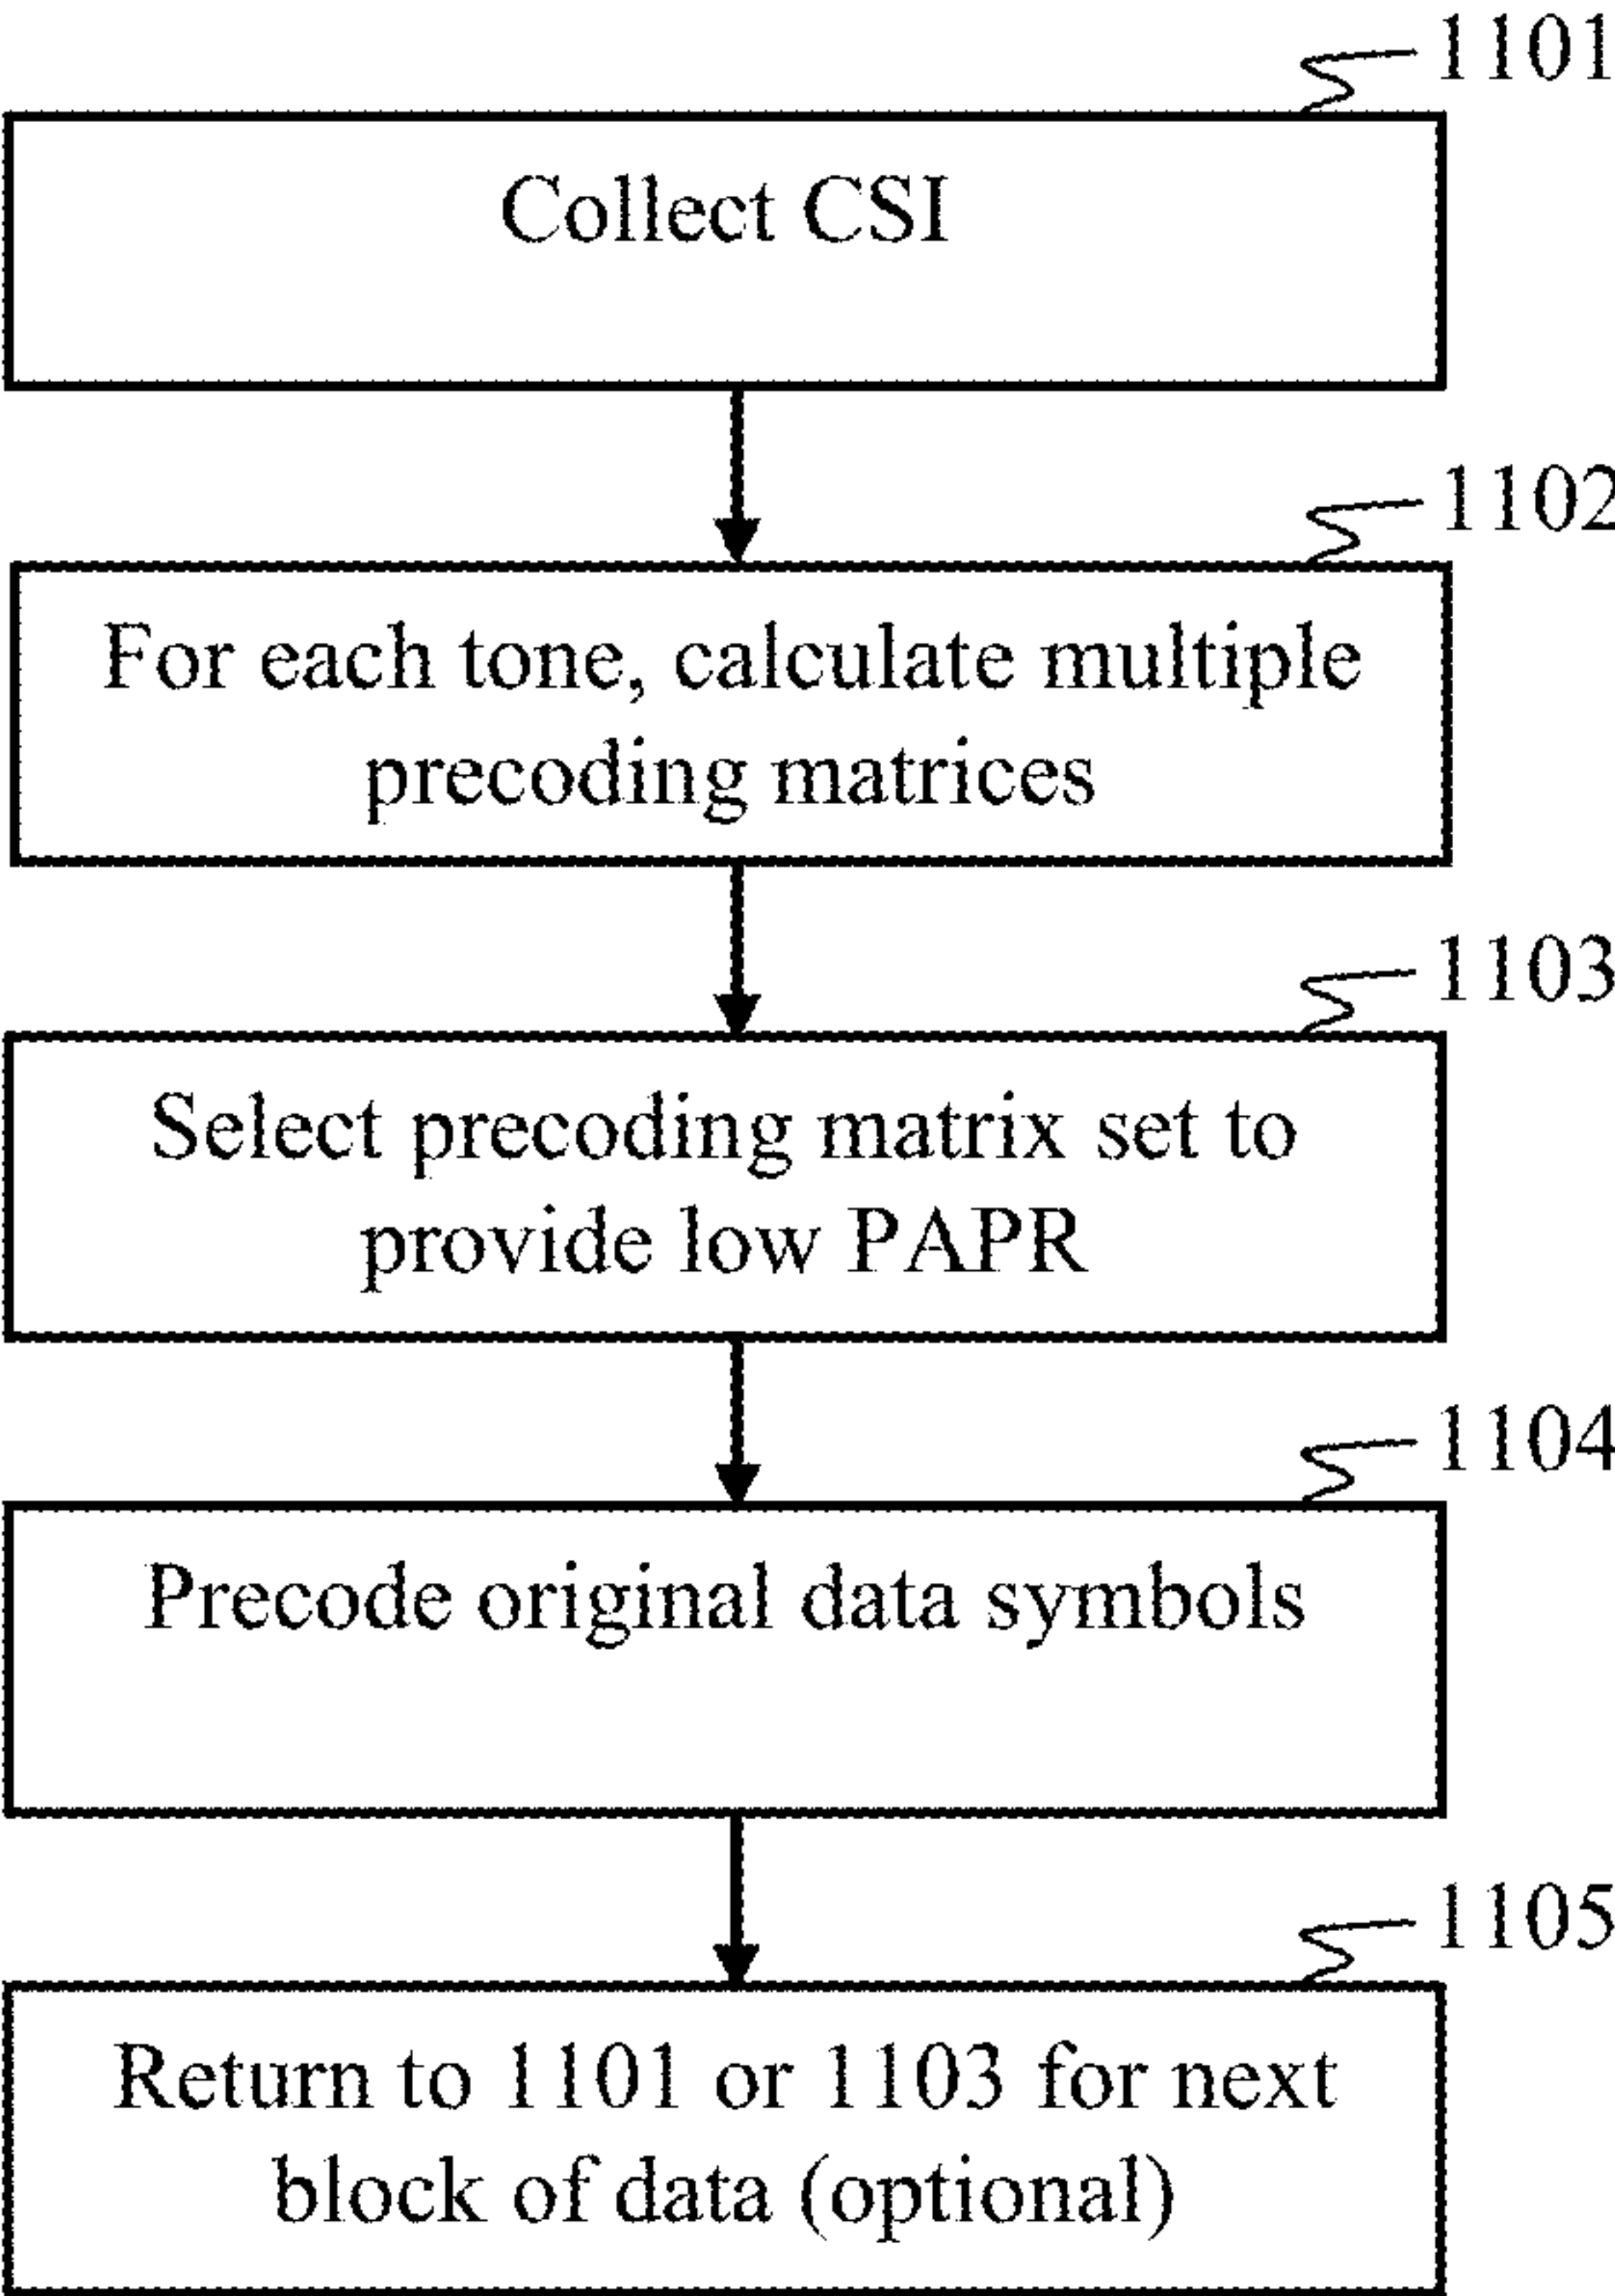 1101
Collect CSI
1102
For each tone, calculate multiple
precoding matrices
1103
Select precoding matrix set to
provide low PAPR
1104
Precode original data symbols
1105
Return to 1101 or 1103 for next
block of data (optional)